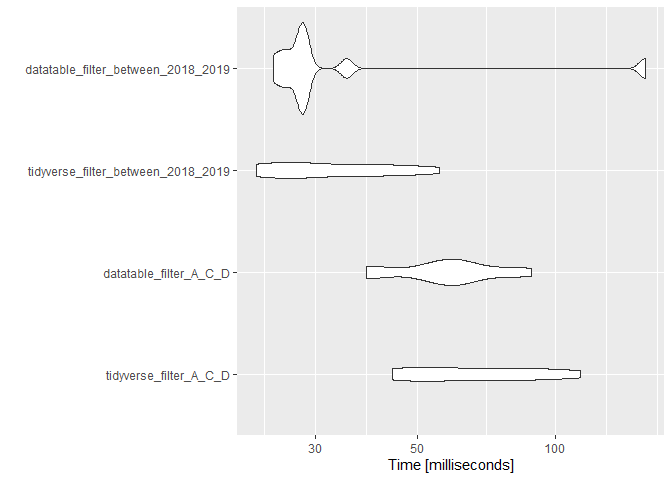 datatable_filter_between_2018_2019
tidyverse_filter_between_2018_2019
datatable_filter_A_C_D
tidyverse_filter_A_C_D
30 50 100
Time [milliseconds]